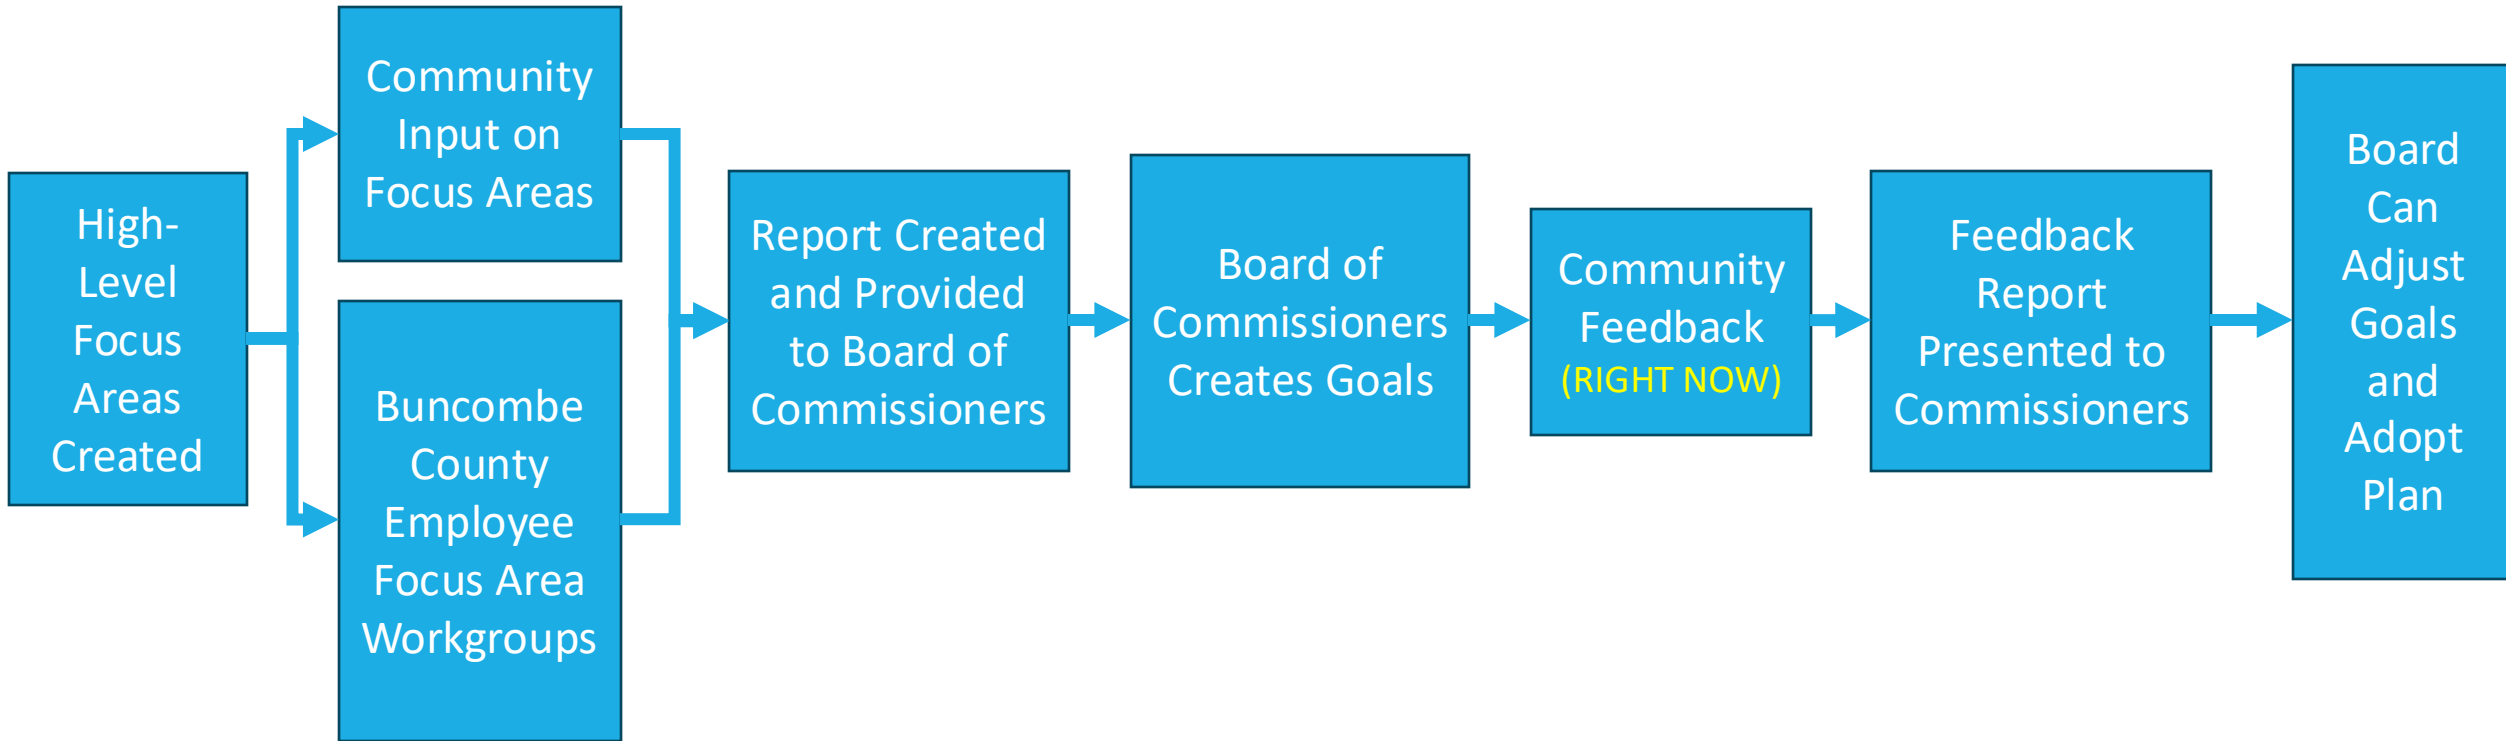 High-
Level
Focus
Areas
Created
Community
Input on
Focus Areas
Buncombe
County
Employee
Focus Area
Workgroups
Report Created
and Provided
to Board of
Commissioners
Board of
Commissioners
Creates Goals
Community
Feedback
(RIGHT NOW)
Feedback
Report
Presented to
Commissioners
Board
Can
Adjust
Goals
and
Adopt
Plan